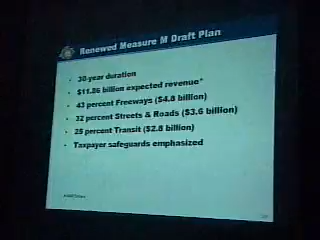 Renewed Measure M Draft Plan
• 30-year duration
• $11.86 billion expected revenue*
• 43 percent Freeways ($4.8 billion)
• 32 percent Streets & Roads ($3.6 billion)
• 25 percent Transit ($2.8 billion)
• Taxpayer safeguards emphasized